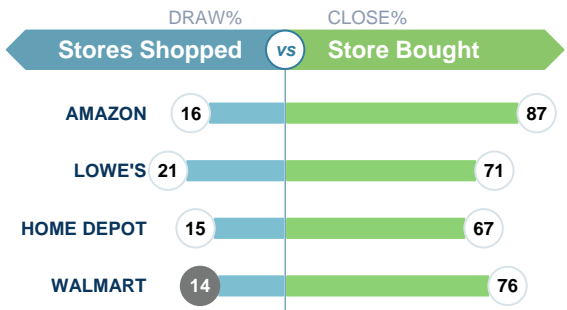 DRAW% CLOSE%
Stores Shopped vs Store Bought
AMAZON 16 87
LOWE'S 21 71
HOME DEPOT 15 67
WALMART 14 76